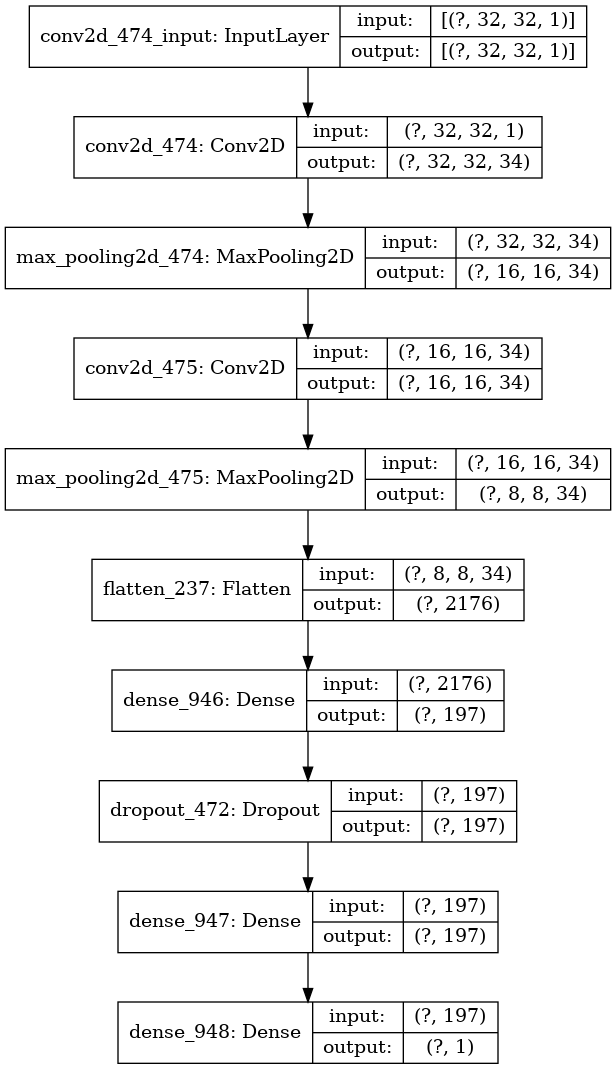 conv2d_474_input: InputLayer
input: [(?, 32, 32, 1)]
output: [(?, 32, 32, 1)]
conv2d_474: Conv2D
input: (?, 32, 32, 1)
output: (?, 32, 32, 34)
max_pooling2d_474: MaxPooling2D
input: (?, 32, 32, 34)
output: (?, 16, 16, 34)
conv2d_475: Conv2D
input: (?, 16, 16, 34)
output: (?, 16, 16, 34)
max_pooling2d_475: MaxPooling2D
input: (?, 16, 16, 34)
output: (?, 8, 8, 34)
flatten_237: Flatten
input: (?, 8, 8, 34)
output: (?, 2176)
dense_946: Dense
input: (?, 2176)
output: (?, 197)
dropout_472: Dropout
input: (?, 197)
output: (?, 197)
dense_947: Dense
input: (?, 197)
output: (?, 197)
dense_948: Dense
input: (?, 197)
output: (?, 1)